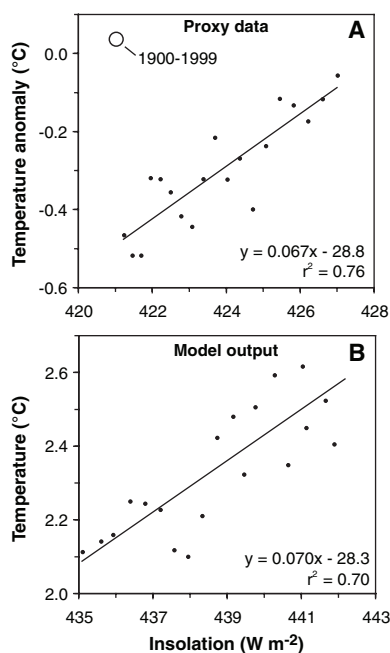 Proxy data
A
1900-1999
Temperature anomaly (°C)
0.0
-0.2
-0.4
-0.6
y = 0.067x - 28.8
r² = 0.76
420 422 424 426 428
Model output
B
Temperature (°C)
2.6
2.4
2.2
2.0
y = 0.070x - 28.3
r² = 0.70
435 437 439 441 443
Insolation (W m-²)